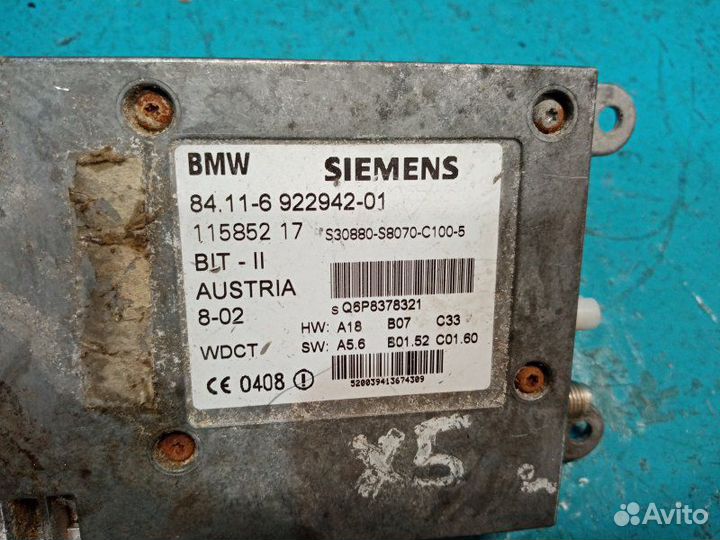 BMW SIEMENS
84.11-6 922942-01
115852 17 S30880-S8070-C100-5
BIT - II
AUSTRIA
S Q6P8378321
8-02
HW: A18 B07 C33
WDCT SW: A5.6 B01.52 C01.60
CE 0408
520039413674309
X5
Avito